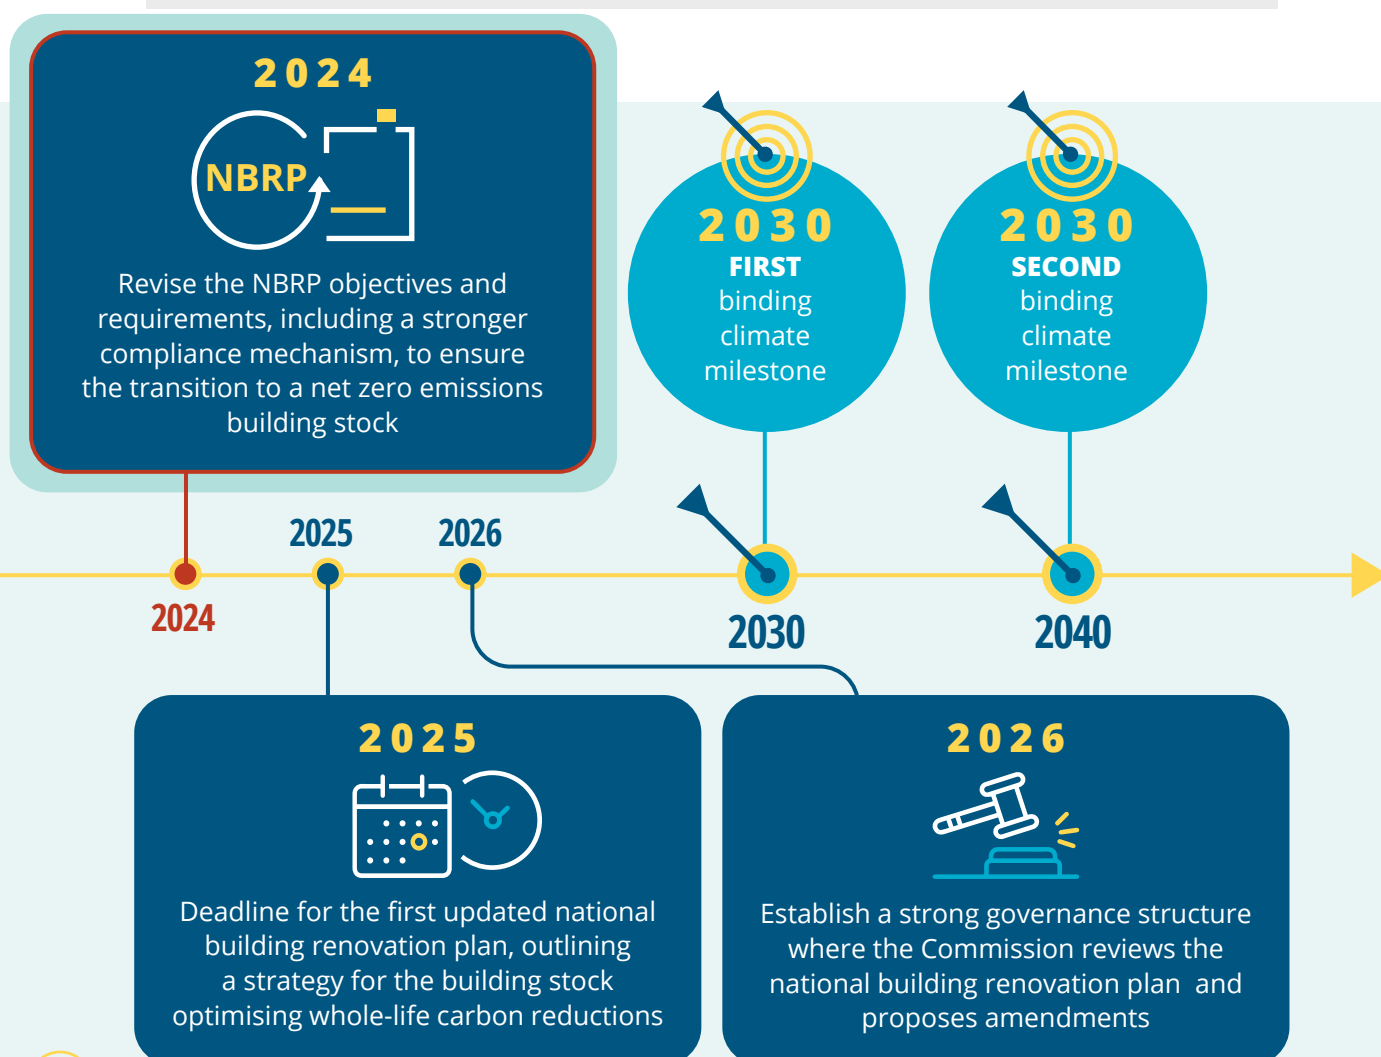 2024
NBRP
Revise the NBRP objectives and
requirements, including a stronger
compliance mechanism, to ensure
the transition to a net zero emissions
building stock
2030
FIRST
binding
climate
milestone
2030
SECOND
binding
climate
milestone
2025
2026
2024
2030
2040
2025
Deadline for the first updated national
building renovation plan, outlining
a strategy for the building stock
optimising whole-life carbon reductions
2026
Establish a strong governance structure
where the Commission reviews the
national building renovation plan and
proposes amendments